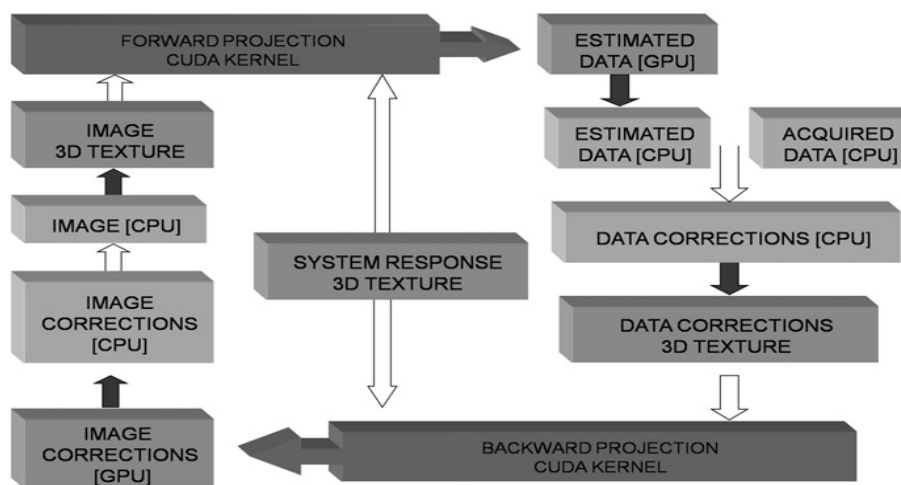 FORWARD PROJECTION
CUDA KERNEL
ESTIMATED
DATA [GPU]
IMAGE
3D TEXTURE
ESTIMATED
DATA [CPU]
ACQUIRED
DATA [CPU]
IMAGE [CPU]
DATA CORRECTIONS [CPU]
SYSTEM RESPONSE
3D TEXTURE
IMAGE
CORRECTIONS
[CPU]
DATA CORRECTIONS
3D TEXTURE
IMAGE
CORRECTIONS
[GPU]
BACKWARD PROJECTION
CUDA KERNEL